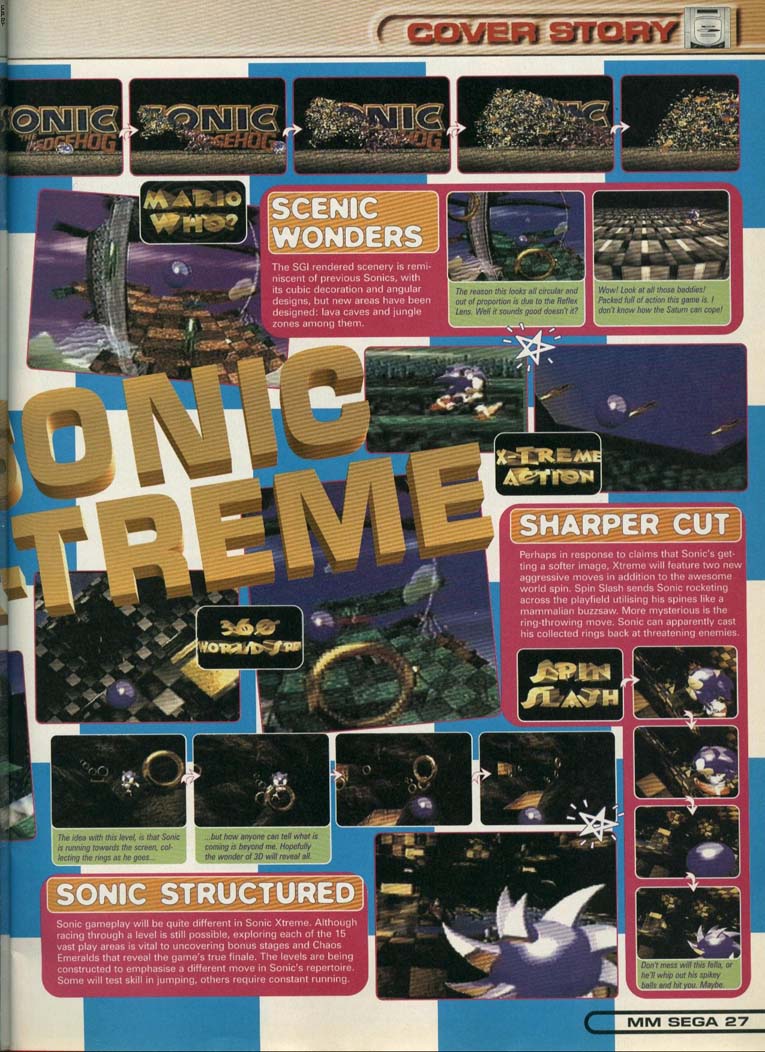 COVER STORY
SONIC
HEDGEHOG
SONIC
HEDGEHOG
SONIC
SONIC
MARIO
WHO?
SCENIC
WONDERS
The SGI rendered scenery is remi-
niscent of previous Sonics, with
its cubic decoration and angular
designs, but new areas have been
designed: lava caves and jungle
zones among them.
The reason this looks all circular and
out of proportion is due to the Reflex
Lens. Well it sounds good doesn't it?
Wow! Look at all those baddies!
Packed full of action this game is. I
don't know how the Saturn can cope!
SONIC
X-TREME
X-TREME
ACTION
SHARPER CUT
Perhaps in response to claims that Sonic's get-
ting a softer image, Xtreme will feature two new
aggressive moves in addition to the awesome
world spin. Spin Slash sends Sonic rocketing
across the playfield utilising his spines like a
mammalian buzzsaw. More mysterious is the
ring-throwing move. Sonic can apparently cast
his collected rings back at threatening enemies.
360
SPIN
SLASH
The idea with this level, is that Sonic
is running towards the screen, col-
lecting the rings as he goes...
...but how anyone can tell what is
coming is beyond me. Hopefully
the wonder of 3D will reveal all.
SONIC STRUCTURED
Sonic gameplay will be quite different in Sonic Xtreme. Although
racing through a level is still possible, exploring each of the 15
vast play areas is vital to uncovering bonus stages and Chaos
Emeralds that reveal the game's true finale. The levels are being
constructed to emphasise a different move in Sonic's repertoire.
Some will test skill in jumping, others require constant running.
Don't mess will this fella, or
he'll whip out his spikey
balls and hit you. Maybe.
MM SEGA 27